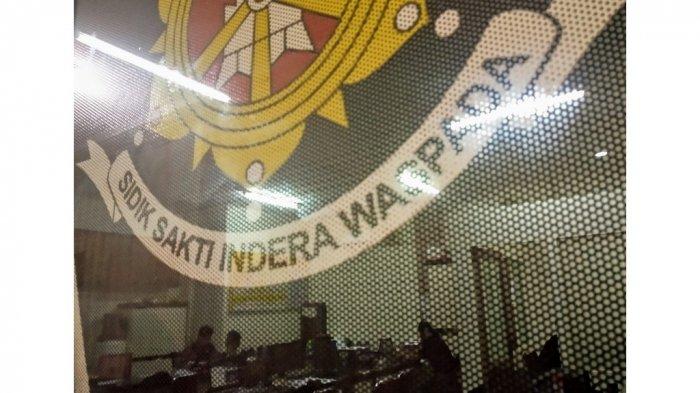 SIDIK SAKTI INDERA WASPADA